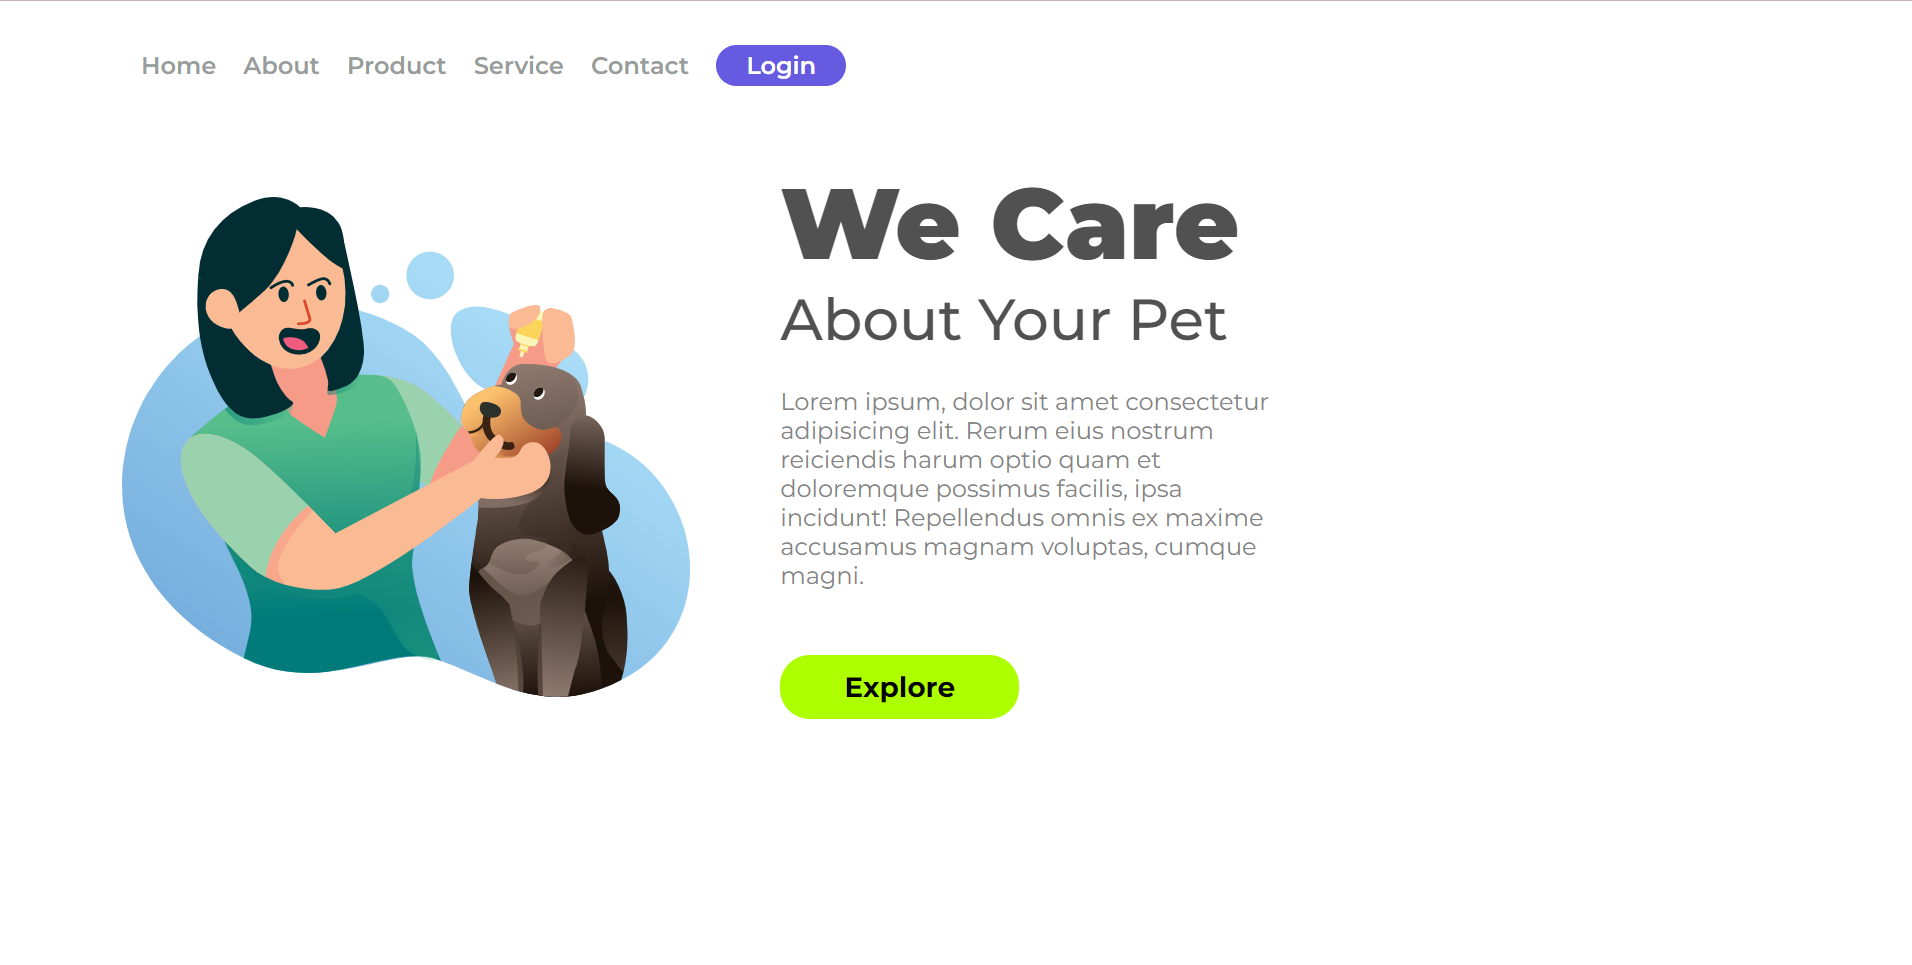 Home About Product Service Contact Login
We Care
About Your Pet
Lorem ipsum, dolor sit amet consectetur
adipisicing elit. Rerum eius nostrum
reiciendis harum optio quam et
doloremque possimus facilis, ipsa
incidunt! Repellendus omnis ex maxime
accusamus magnam voluptas, cumque
magni.
Explore